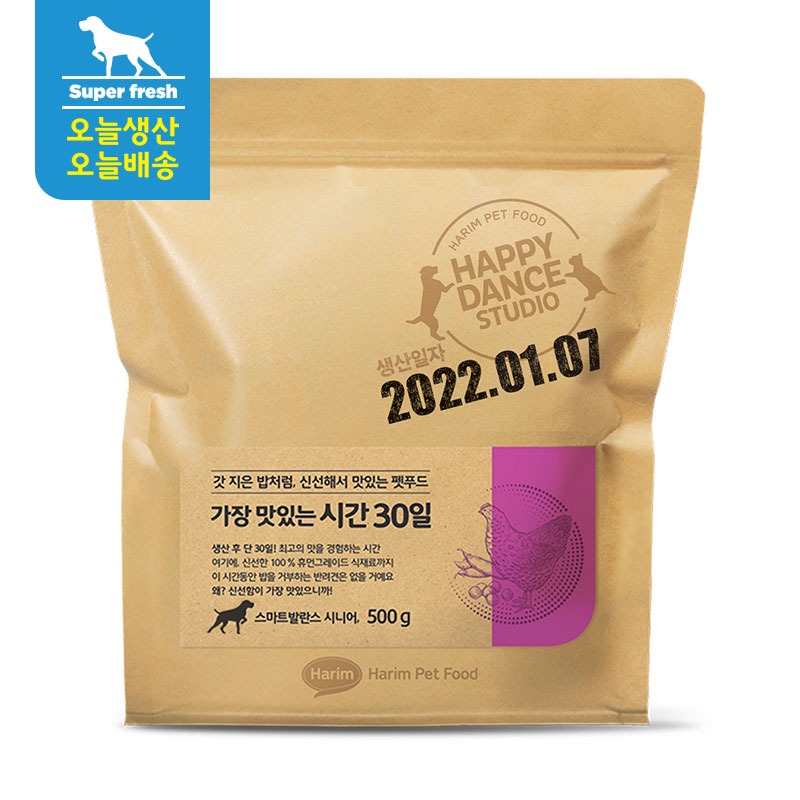 Super fresh
오늘생산
오늘배송
HARIM PET FOOD
HAPPY
DANCE
STUDIO
생산일자
2022.01.07
갓 지은 밥처럼, 신선해서 맛있는 펫푸드
가장 맛있는 시간 30일
생산 후 단 30일! 최고의 맛을 경험하는 시간
여기에, 신선한 100 % 휴먼그레이드 식재료까지
이 시간동안 밥을 거부하는 반려견은 없을 거예요
왜? 신선함이 가장 맛있으니까!
스마트발란스 시니어, 500 g
Harim Harim Pet Food